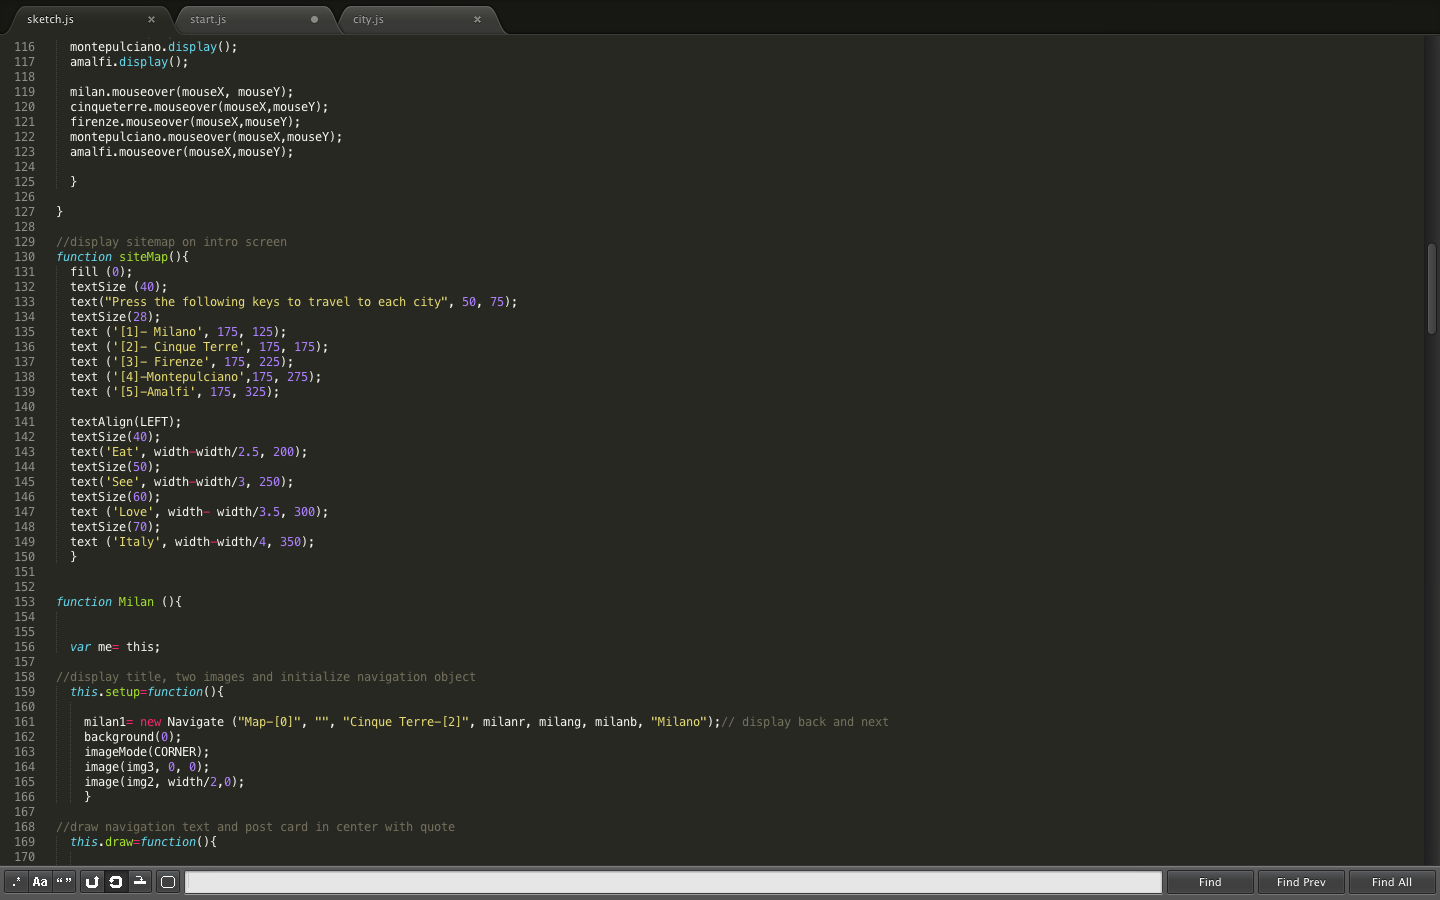 sketch.js
start.js
city.js
116 montepulciano.display();
117 amalfi.display();
118
119 milan.mouseover(mouseX, mouseY);
120 cinqueterre.mouseover(mouseX,mouseY);
121 firenze.mouseover(mouseX,mouseY);
122 montepulciano.mouseover(mouseX,mouseY);
123 amalfi.mouseover(mouseX,mouseY);
124
125 }
126
127 }
128
129 //display sitemap on intro screen
130 function siteMap(){
131 fill (0);
132 textSize (40);
133 text("Press the following keys to travel to each city", 50, 75);
134 textSize(28);
135 text ('[1]- Milano', 175, 125);
136 text ('[2]- Cinque Terre', 175, 175);
137 text ('[3]- Firenze', 175, 225);
138 text ('[4]-Montepulciano',175, 275);
139 text ('[5]-Amalfi', 175, 325);
140
141 textAlign(LEFT);
142 textSize(40);
143 text('Eat', width-width/2.5, 200);
144 textSize(50);
145 text('See', width-width/3, 250);
146 textSize(60);
147 text ('Love', width- width/3.5, 300);
148 textSize(70);
149 text ('Italy', width-width/4, 350);
150 }
151
152
153 function Milan (){
154
155
156 var me= this;
157
158 //display title, two images and initialize navigation object
159 this.setup=function(){
160
161 milan1= new Navigate ("Map-[0]", "", "Cinque Terre-[2]", milanr, milang, milanb, "Milano");// display back and next
162 background(0);
163 imageMode(CORNER);
164 image(img3, 0, 0);
165 image(img2, width/2,0);
166 }
167
168 //draw navigation text and post card in center with quote
169 this.draw=function(){
170
.* Aa “ ” Find Find Prev Find All